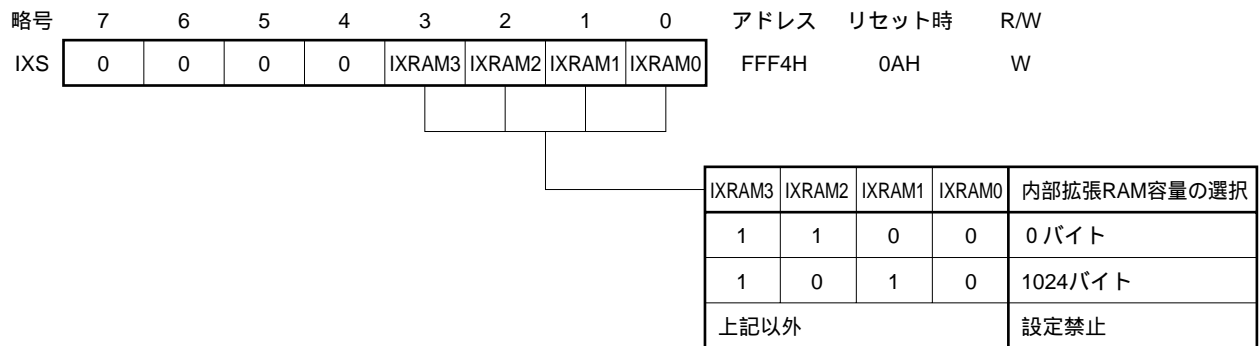 略号 7 6 5 4 3 2 1 0 アドレス リセット時 R/W
IXS 0 0 0 0 IXRAM3 IXRAM2 IXRAM1 IXRAM0 FFF4H 0AH W
IXRAM3 IXRAM2 IXRAM1 IXRAM0 内部拡張RAM容量の選択
1 1 0 0 0バイト
1 0 1 0 1024バイト
上記以外 設定禁止